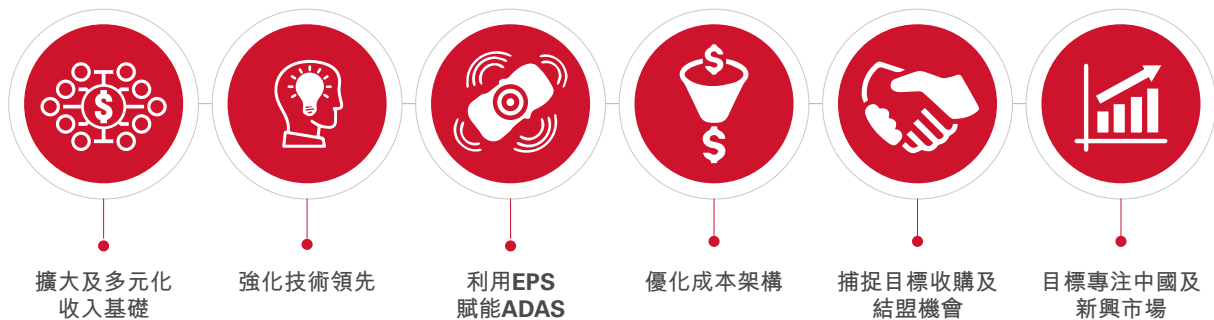 擴大及多元化
收入基礎
強化技術領先
利用EPS
賦能ADAS
優化成本架構
捕捉目標收購及
結盟機會
目標專注中國及
新興市場